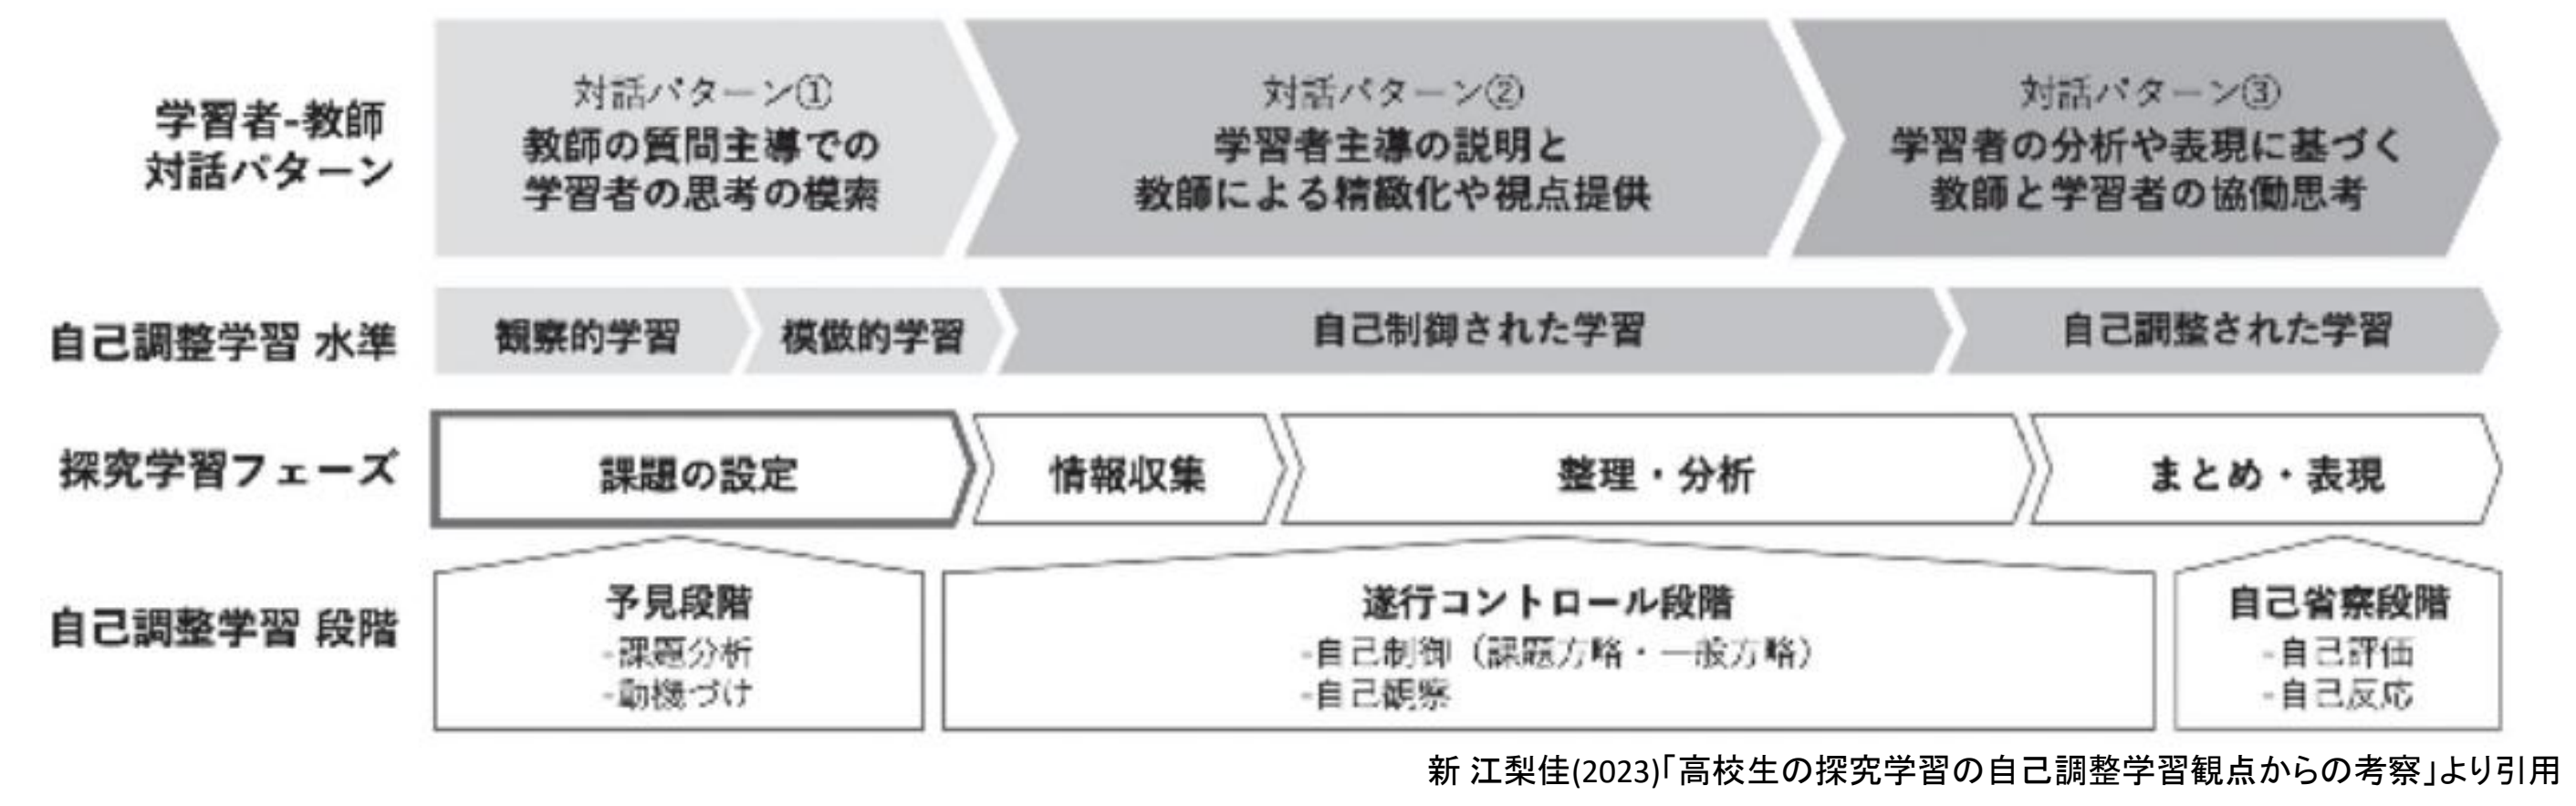 学習者-教師
対話パターン
対話パターン①
教師の質問主導での
学習者の思考の模索
対話パターン②
学習者主導の説明と
教師による精緻化や視点提供
対話パターン③
学習者の分析や表現に基づく
教師と学習者の協働思考
自己調整学習 水準
観察的学習
模倣的学習
自己制御された学習
自己調整された学習
探究学習フェーズ
課題の設定
情報収集
整理・分析
まとめ・表現
自己調整学習 段階
予見段階
-課題分析
-動機づけ
遂行コントロール段階
-自己制御（課題方略・一般方略）
-自己観察
自己省察段階
-自己評価
-自己反応
新 江梨佳(2023)「高校生の探究学習の自己調整学習観点からの考察」より引用